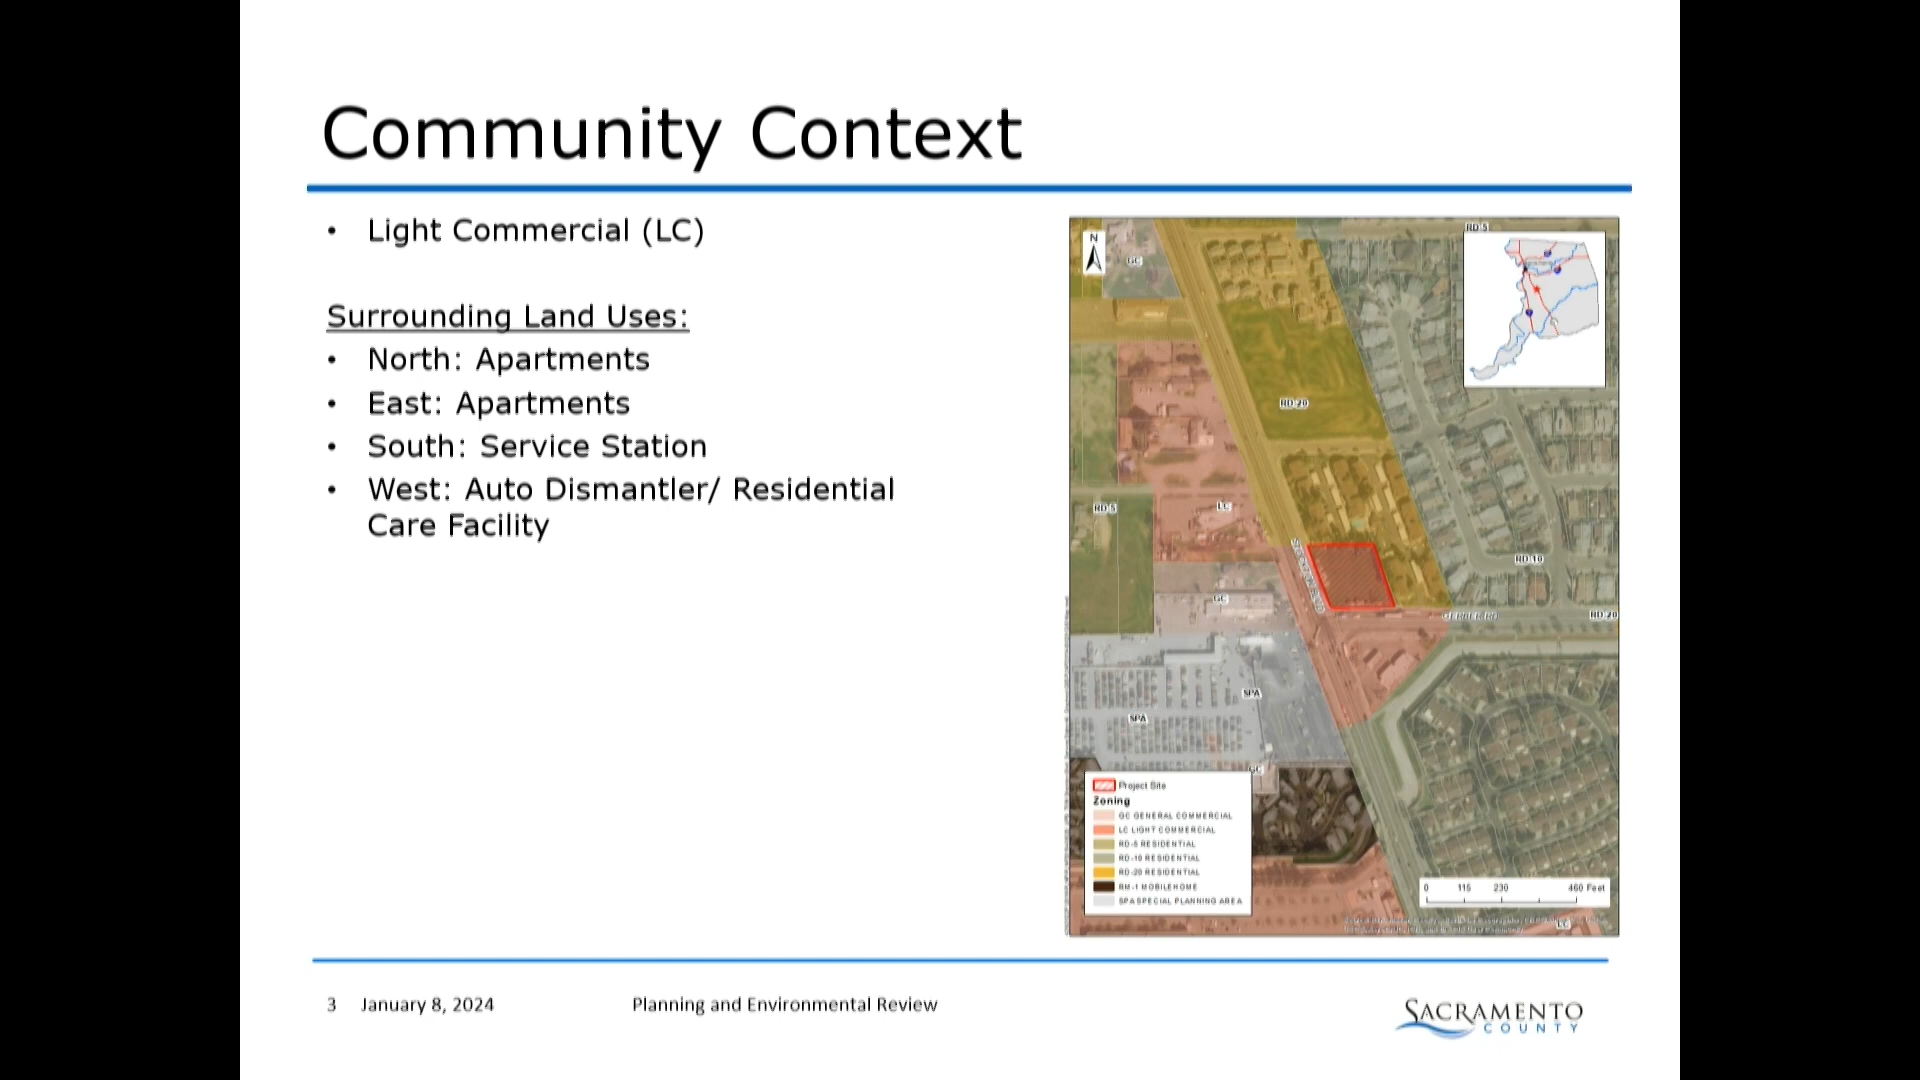 Community Context
• Light Commercial (LC)
Surrounding Land Uses:
• North: Apartments
• East: Apartments
• South: Service Station
• West: Auto Dismantler/ Residential
Care Facility
N
GC
RD-5
RD-20
RD-5
LC
RD-10
GC
GERBER RD
RD-20
SPA
SPA
GC
Project Site
Zoning
GC GENERAL COMMERCIAL
LC LIGHT COMMERCIAL
RD-5 RESIDENTIAL
RD-10 RESIDENTIAL
RD-20 RESIDENTIAL
RM-1 MOBILEHOME
SPA SPECIAL PLANNING AREA
0 115 230 460 Feet
LC
3 January 8, 2024 Planning and Environmental Review
SACRAMENTO
COUNTY